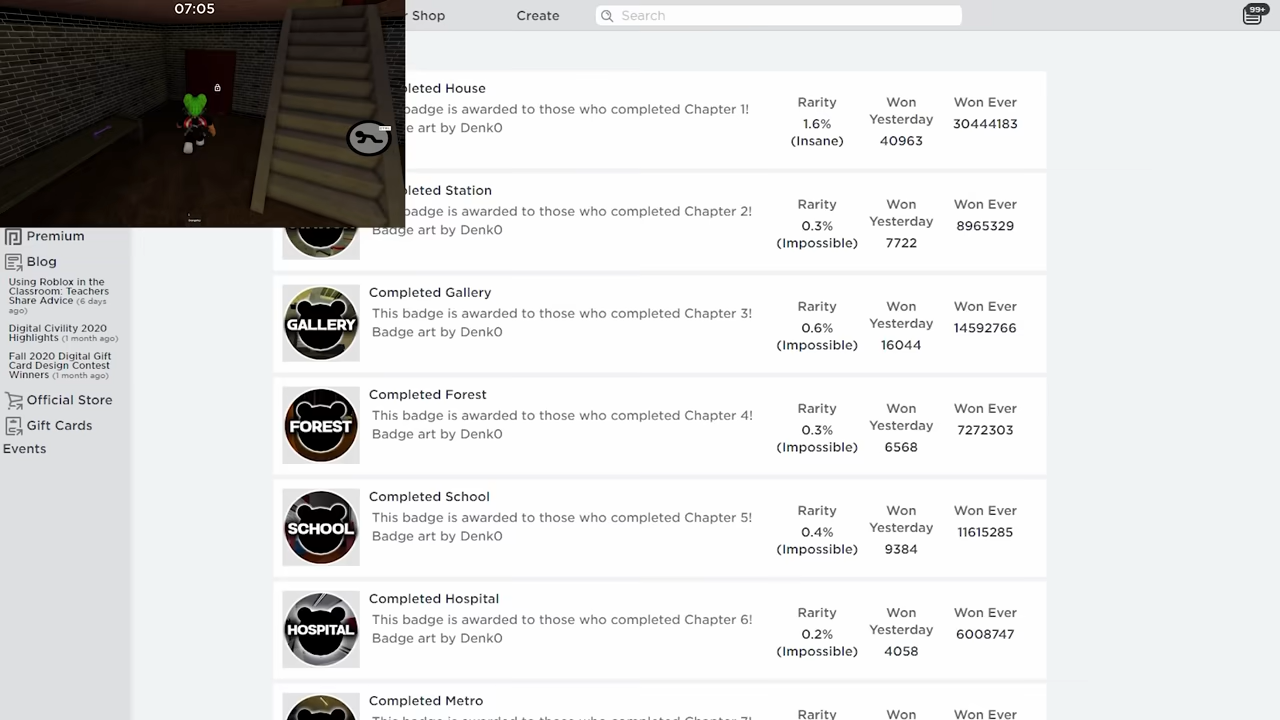 07:05
Shop
Create
Search
99+
Premium
Blog
Using Roblox in the
Classroom: Teachers
Share Advice (6 days
ago)
Digital Civility 2020
Highlights (1 month ago)
Fall 2020 Digital Gift
Card Design Contest
Winners (1 month ago)
Official Store
Gift Cards
Events
leted House
badge is awarded to those who completed Chapter 1!
e art by Denk0
Rarity
1.6%
(Insane)
Won
Yesterday
40963
Won Ever
30444183
leted Station
badge is awarded to those who completed Chapter 2!
Badge art by Denk0
Rarity
0.3%
(Impossible)
Won
Yesterday
7722
Won Ever
8965329
GALLERY
Completed Gallery
This badge is awarded to those who completed Chapter 3!
Badge art by Denk0
Rarity
0.6%
(Impossible)
Won
Yesterday
16044
Won Ever
14592766
FOREST
Completed Forest
This badge is awarded to those who completed Chapter 4!
Badge art by Denk0
Rarity
0.3%
(Impossible)
Won
Yesterday
6568
Won Ever
7272303
SCHOOL
Completed School
This badge is awarded to those who completed Chapter 5!
Badge art by Denk0
Rarity
0.4%
(Impossible)
Won
Yesterday
9384
Won Ever
11615285
HOSPITAL
Completed Hospital
This badge is awarded to those who completed Chapter 6!
Badge art by Denk0
Rarity
0.2%
(Impossible)
Won
Yesterday
4058
Won Ever
6008747
Completed Metro
Rarity
Won
Won Ever